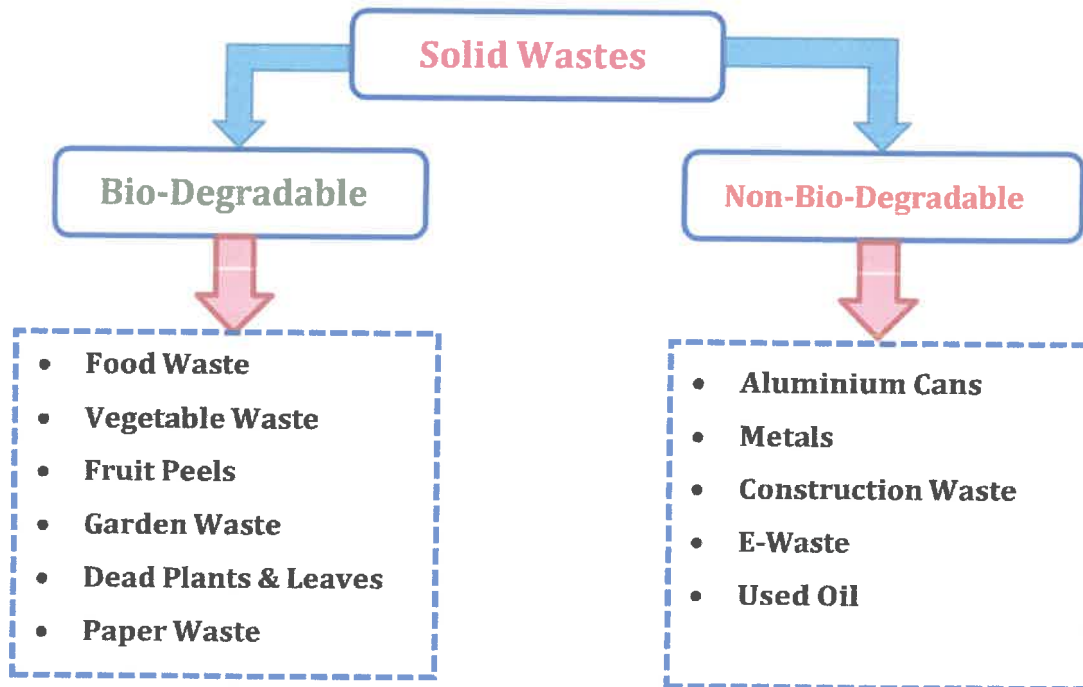 Solid Wastes
Bio-Degradable
Non-Bio-Degradable
• Food Waste
• Vegetable Waste
• Fruit Peels
• Garden Waste
• Dead Plants & Leaves
• Paper Waste
• Aluminium Cans
• Metals
• Construction Waste
• E-Waste
• Used Oil